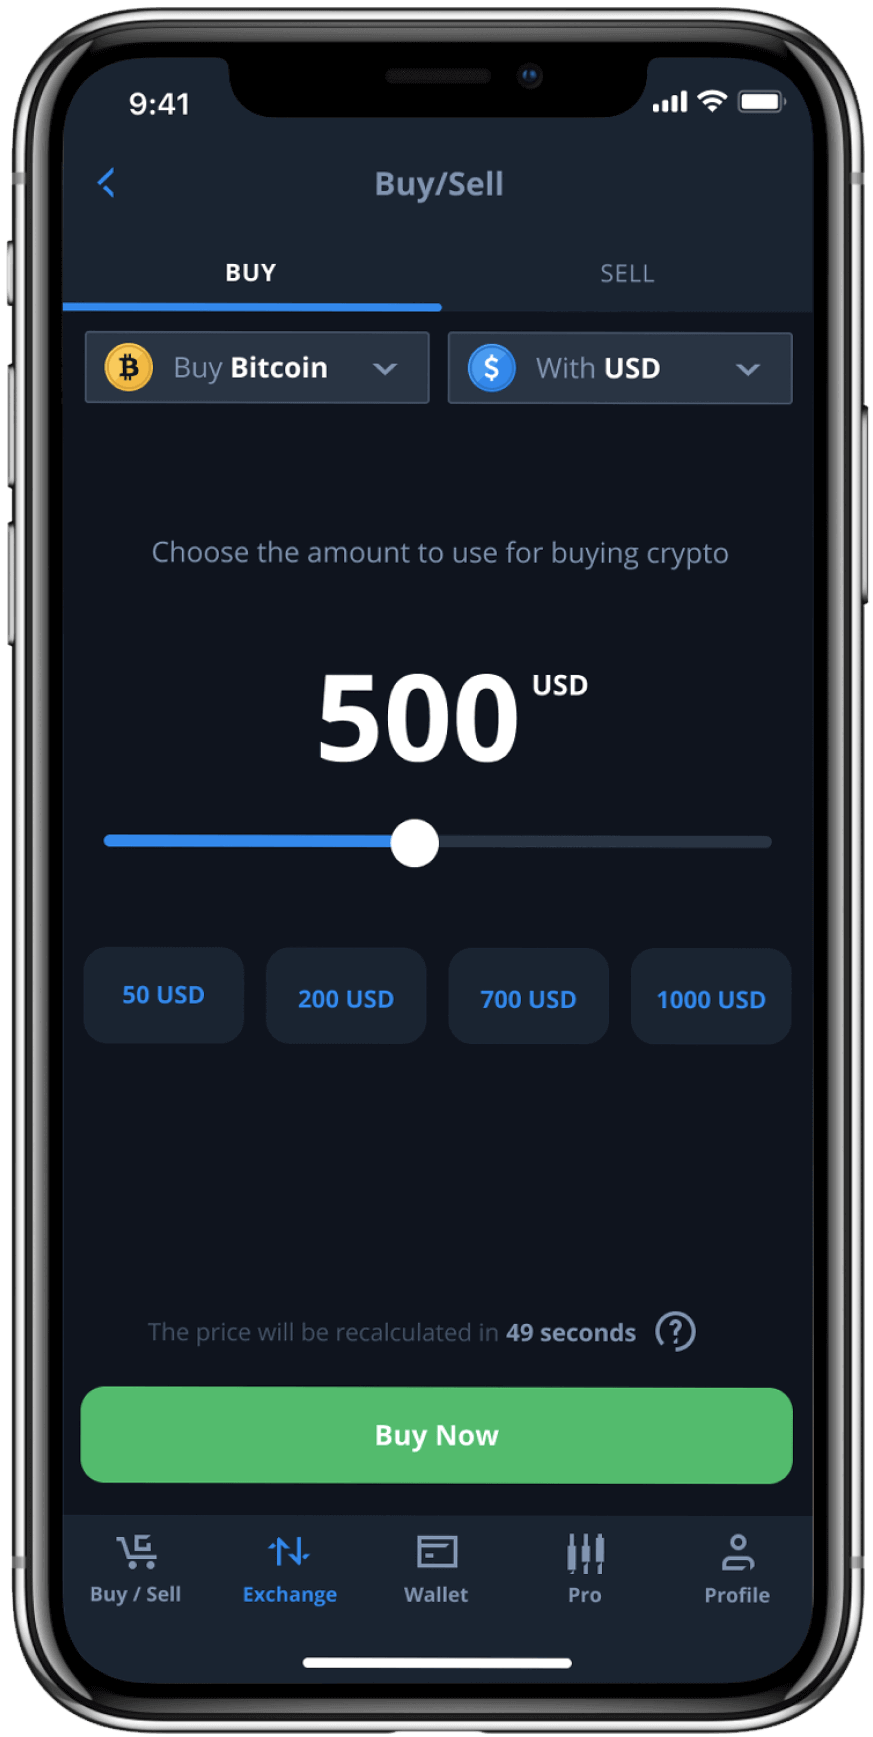 9:41
Buy/Sell
BUY
SELL
Buy Bitcoin
With USD
Choose the amount to use for buying crypto
500 USD
50 USD
200 USD
700 USD
1000 USD
The price will be recalculated in 49 seconds
Buy Now
Buy / Sell
Exchange
Wallet
Pro
Profile